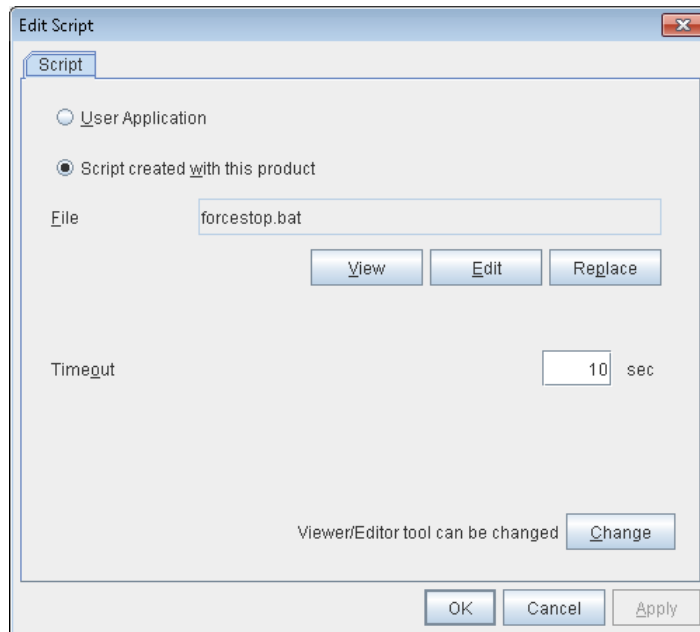 Edit Script
Script
User Application
Script created with this product
File forcestop.bat
View Edit Replace
Timeout 10 sec
Viewer/Editor tool can be changed Change
OK Cancel Apply